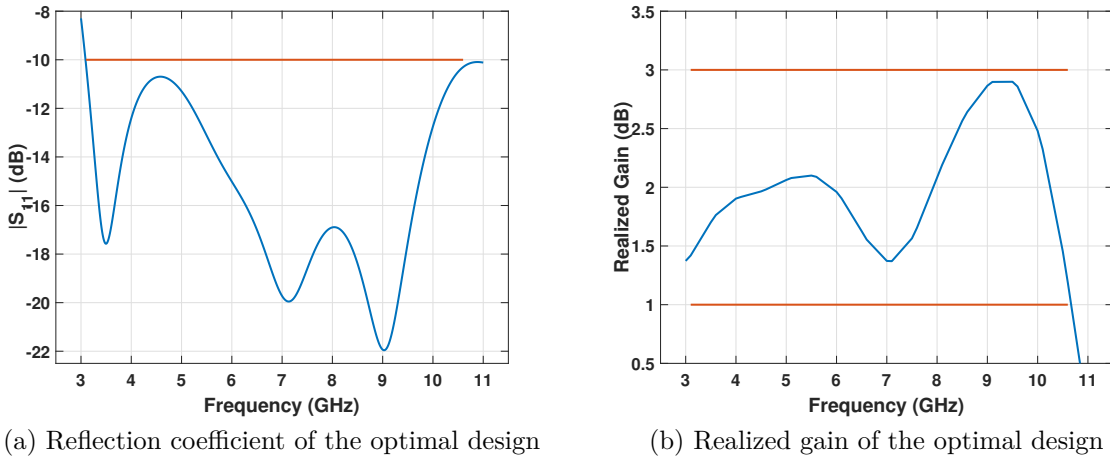 -8
-10
-12
-14
-16
-18
-20
-22
|S11| (dB)
3 4 5 6 7 8 9 10 11
Frequency (GHz)
(a) Reflection coefficient of the optimal design
3.5
3
2.5
2
1.5
1
0.5
Realized Gain (dB)
3 4 5 6 7 8 9 10 11
Frequency (GHz)
(b) Realized gain of the optimal design